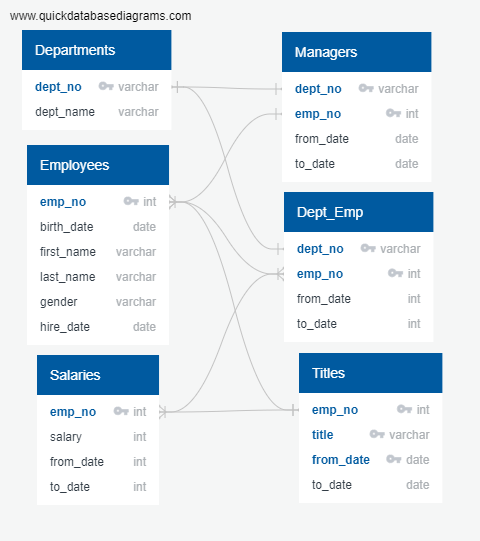 www.quickdatabasediagrams.com
Departments
dept_no varchar
dept_name varchar
Managers
dept_no varchar
emp_no int
from_date date
to_date date
Employees
emp_no int
birth_date date
first_name varchar
last_name varchar
gender varchar
hire_date date
Dept_Emp
dept_no varchar
emp_no int
from_date int
to_date int
Salaries
emp_no int
salary int
from_date int
to_date int
Titles
emp_no int
title varchar
from_date date
to_date date